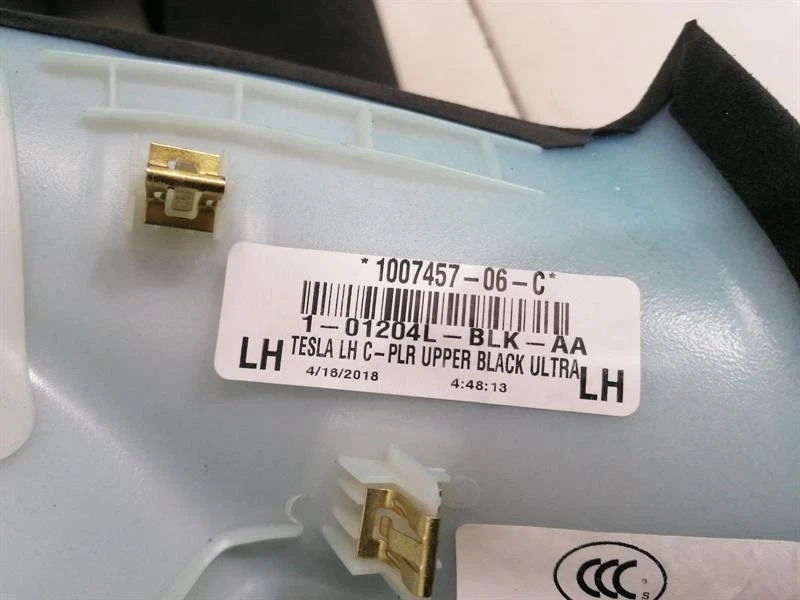 *1007457-06-C*
1-01204L-BLK-AA
LH TESLA LH C-PLR UPPER BLACK ULTRA LH
4/16/2018 4:48:13
CCC
S